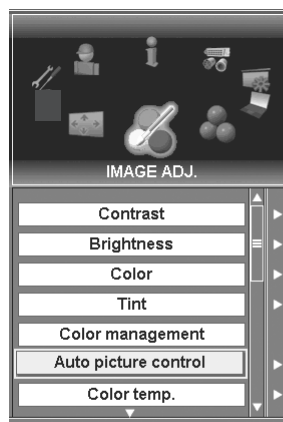 IMAGE ADJ.
Contrast
Brightness
Color
Tint
Color management
Auto picture control
Color temp.